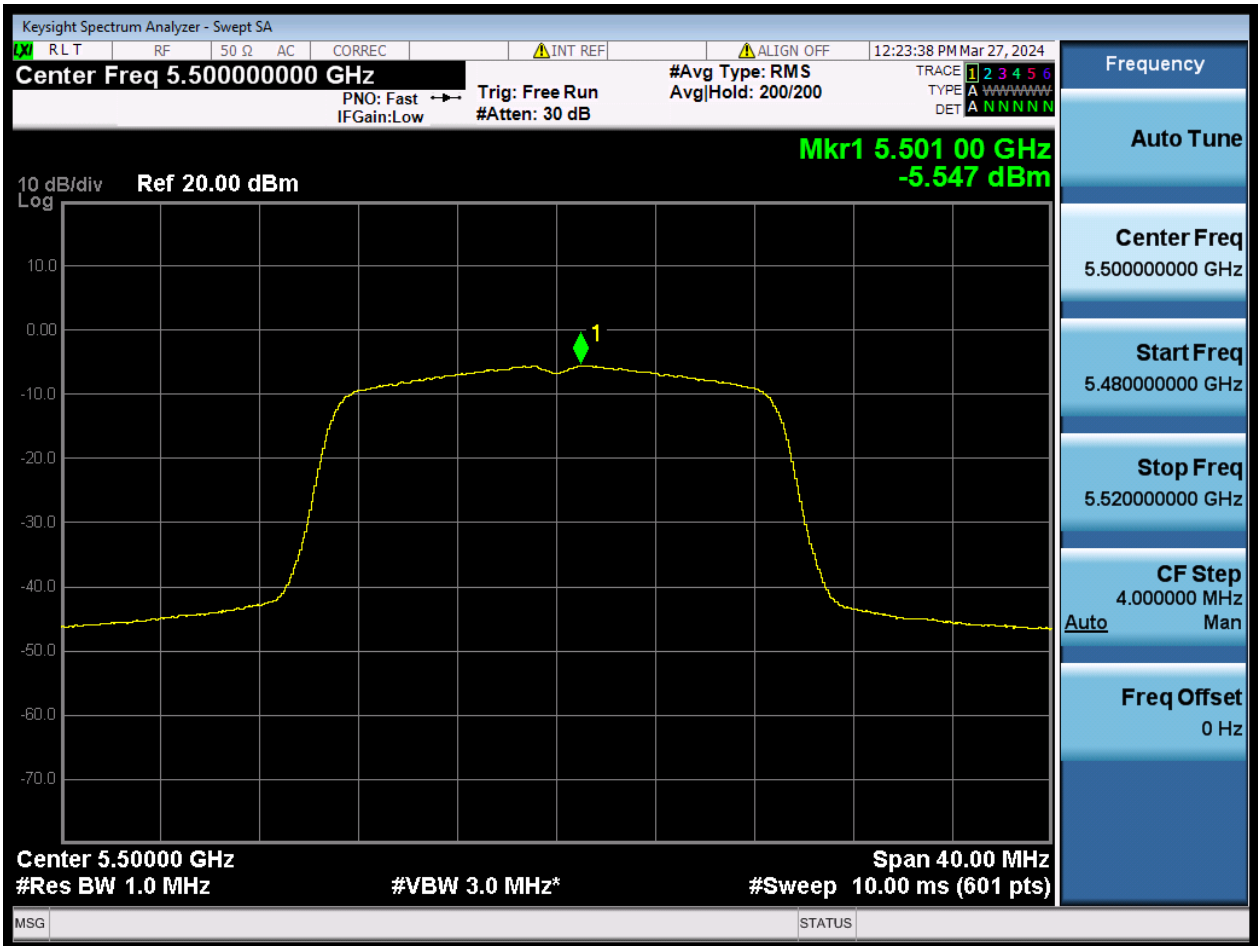 Keysight Spectrum Analyzer - Swept SA
LXI RLT RF 50 Ω AC CORREC INT REF ALIGN OFF 12:23:38 PM Mar 27, 2024
Center Freq 5.500000000 GHz
PNO: Fast
IFGain:Low
Trig: Free Run
#Atten: 30 dB
#Avg Type: RMS
Avg|Hold: 200/200
TRACE 1 2 3 4 5 6
TYPE A WWWWW
DET A N N N N N
Mkr1 5.501 00 GHz
-5.547 dBm
10 dB/div Ref 20.00 dBm
Log
10.0
0.00
-10.0
-20.0
-30.0
-40.0
-50.0
-60.0
-70.0
1
Center 5.50000 GHz Span 40.00 MHz
#Res BW 1.0 MHz #VBW 3.0 MHz* #Sweep 10.00 ms (601 pts)
MSG STATUS
Frequency
Auto Tune
Center Freq
5.500000000 GHz
Start Freq
5.480000000 GHz
Stop Freq
5.520000000 GHz
CF Step
4.000000 MHz
Auto Man
Freq Offset
0 Hz